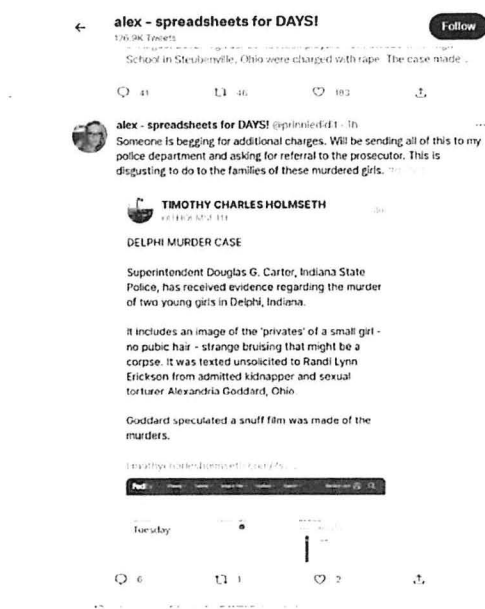 alex - spreadsheets for DAYS!
Follow
176.9K Tweets
School in Steubenville, Ohio were charged with rape. The case made
41 46 183
alex - spreadsheets for DAYS! @prinniedidit · 1h
Someone is begging for additional charges. Will be sending all of this to my
police department and asking for referral to the prosecutor. This is
disgusting to do to the families of these murdered girls.
TIMOTHY CHARLES HOLMSETH
DELPHI MURDER CASE
Superintendent Douglas G. Carter, Indiana State
Police, has received evidence regarding the murder
of two young girls in Delphi, Indiana.
It includes an image of the 'privates' of a small girl -
no pubic hair - strange bruising that might be a
corpse. It was texted unsolicited to Randi Lynn
Erickson from admitted kidnapper and sexual
torturer Alexandria Goddard, Ohio.
Goddard speculated a snuff film was made of the
murders.
FedEx
Tuesday
6 1 2